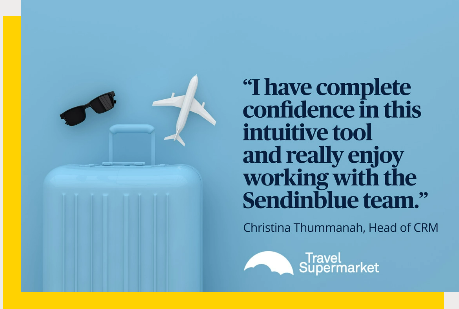 “I have complete
confidence in this
intuitive tool
and really enjoy
working with the
Sendinblue team.”
Christina Thummanah, Head of CRM
Travel
Supermarket